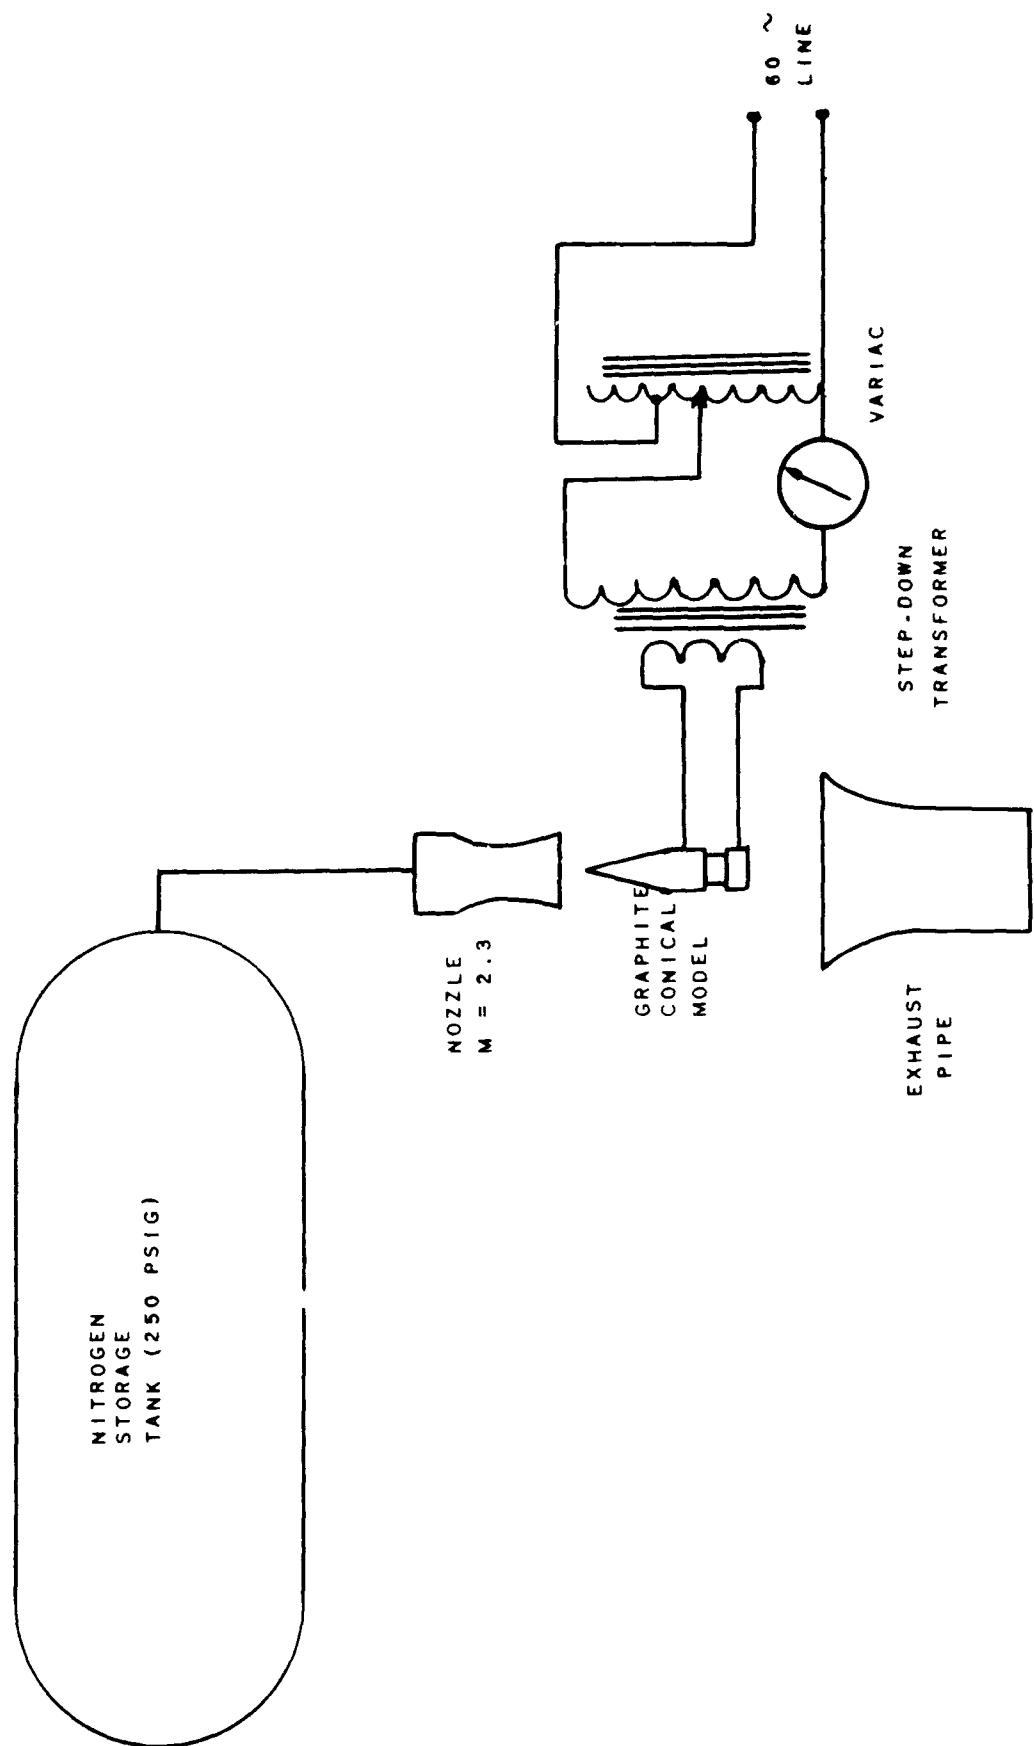 NITROGEN
STORAGE
TANK (250 PSIG)
NOZZLE
M = 2.3
GRAPHITE
CONICAL
MODEL
EXHAUST
PIPE
STEP-DOWN
TRANSFORMER
VARIAC
60 ~
LINE